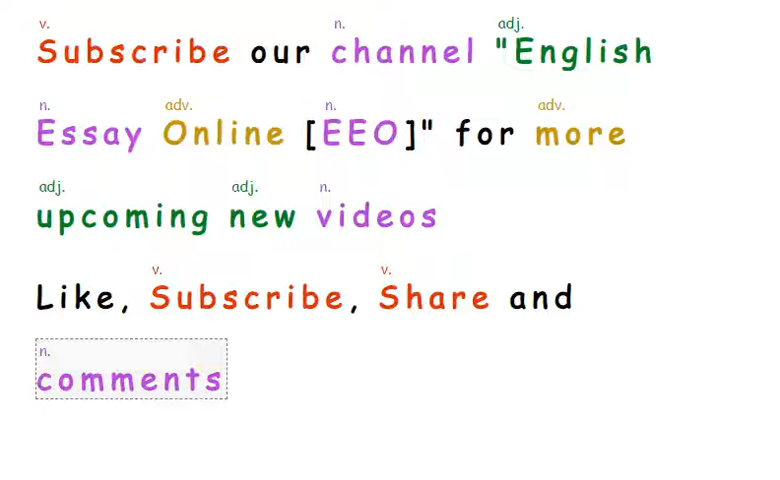 v. n. adj.
Subscribe our channel "English
n. adv. n. adv.
Essay Online [EEO]" for more
adj. adj. n.
upcoming new videos
v. v.
Like, Subscribe, Share and
n.
comments